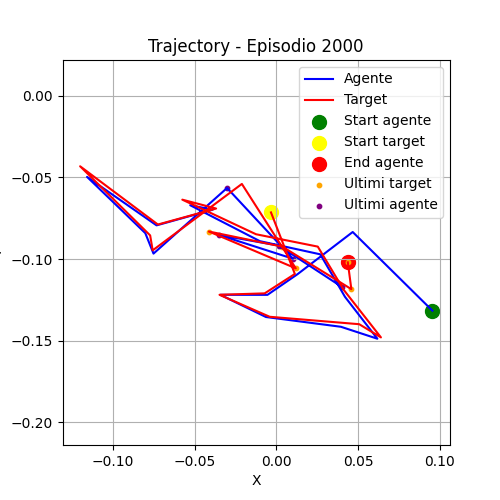 Trajectory - Episodio 2000
Agente
Target
Start agente
Start target
End agente
Ultimi target
Ultimi agente
0.00
−0.05
−0.10
−0.15
−0.20
−0.10
−0.05
0.00
0.05
0.10
X